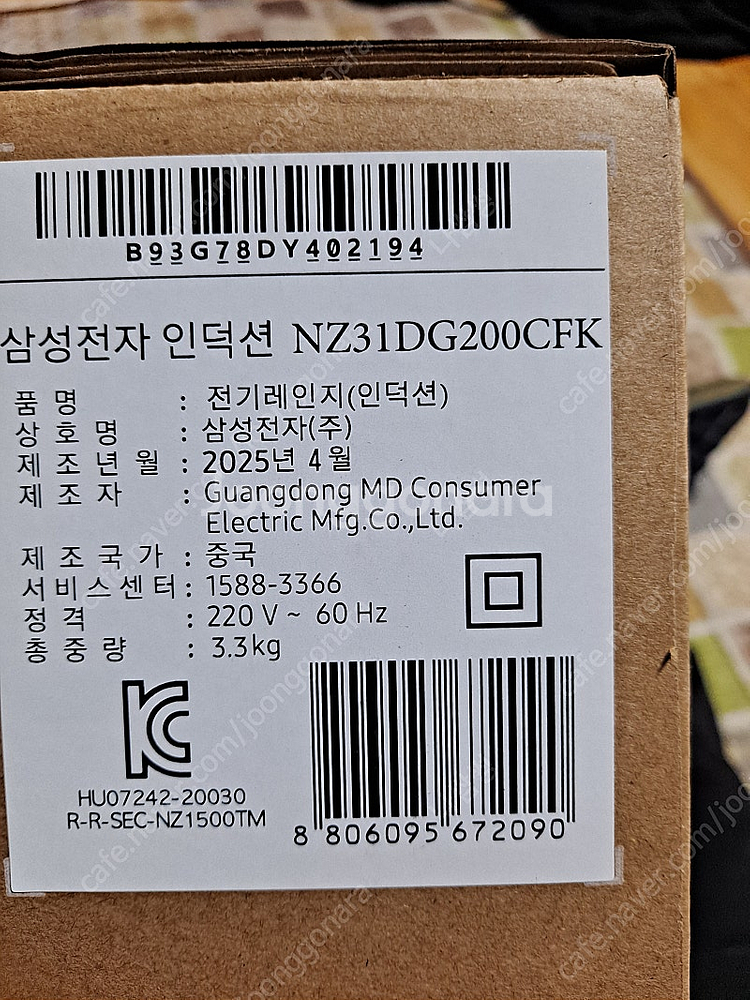 B93G78DY402194
삼성전자 인덕션 NZ31DG200CFK
품 명 : 전기레인지(인덕션)
상 호 명 : 삼성전자(주)
제 조 년 월 : 2025년 4월
제 조 자 : Guangdong MD Consumer
Electric Mfg.Co.,Ltd.
제 조 국 가 : 중국
서비스센터 : 1588-3366
정 격 : 220 V ~ 60 Hz
총 중 량 : 3.3kg
HU07242-20030
R-R-SEC-NZ1500TM
8 806095 672090
cafe.naver.com/joonggonara